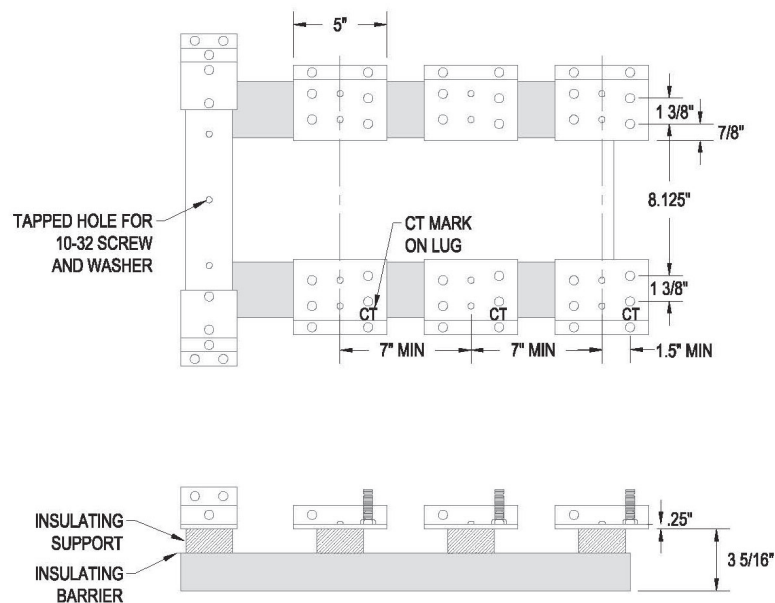 5"
1 3/8"
7/8"
8.125"
TAPPED HOLE FOR
10-32 SCREW
AND WASHER
CT MARK
ON LUG
1 3/8"
CT
CT
CT
7" MIN
7" MIN
1.5" MIN
INSULATING
SUPPORT
INSULATING
BARRIER
.25"
3 5/16"